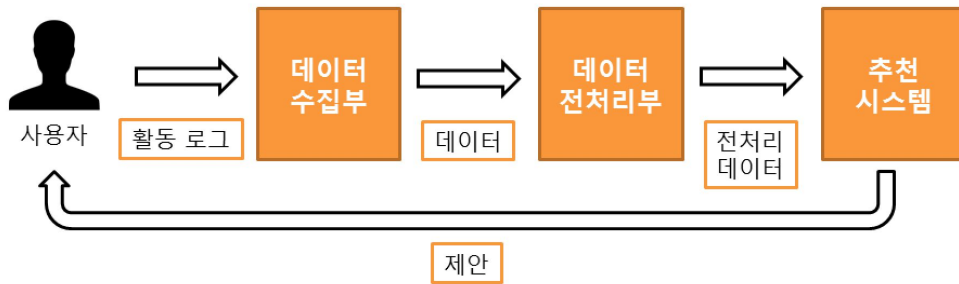 사용자
활동 로그
데이터
수집부
데이터
데이터
전처리부
전처리
데이터
추천
시스템
제안